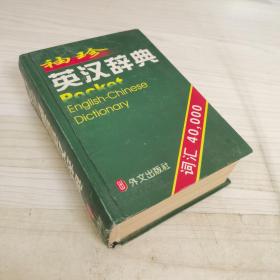 袖珍
英汉辞典
Pocket
English-Chinese
Dictionary
词汇 40,000
外文出版社